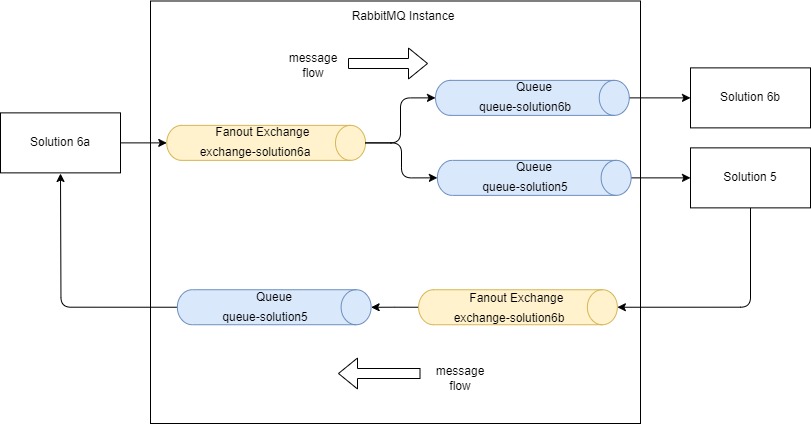 RabbitMQ Instance
message
flow
Queue
queue-solution6b
Solution 6b
Solution 6a
Fanout Exchange
exchange-solution6a
Queue
queue-solution5
Solution 5
Queue
queue-solution5
Fanout Exchange
exchange-solution6b
message
flow